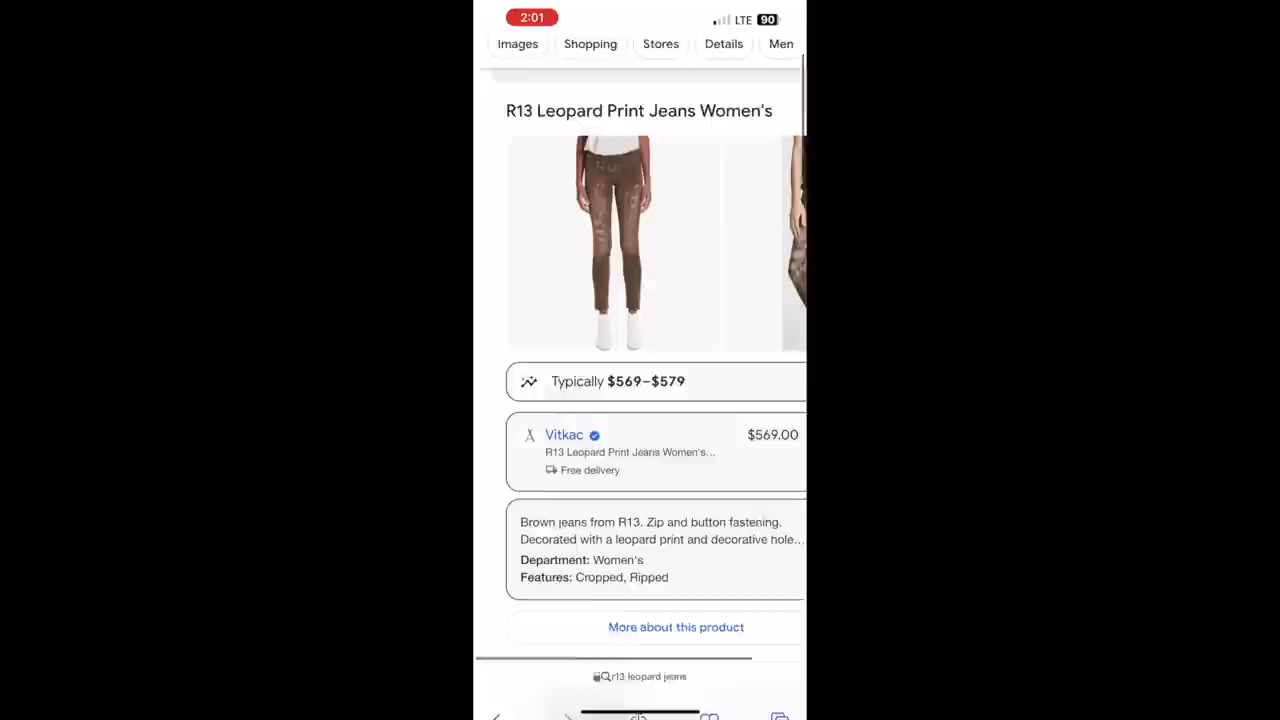 2:01 LTE 90
Images Shopping Stores Details Men
R13 Leopard Print Jeans Women's
Typically $569–$579
Vitkac $569.00
R13 Leopard Print Jeans Women's...
Free delivery
Brown jeans from R13. Zip and button fastening.
Decorated with a leopard print and decorative hole...
Department: Women's
Features: Cropped, Ripped
More about this product
r13 leopard jeans